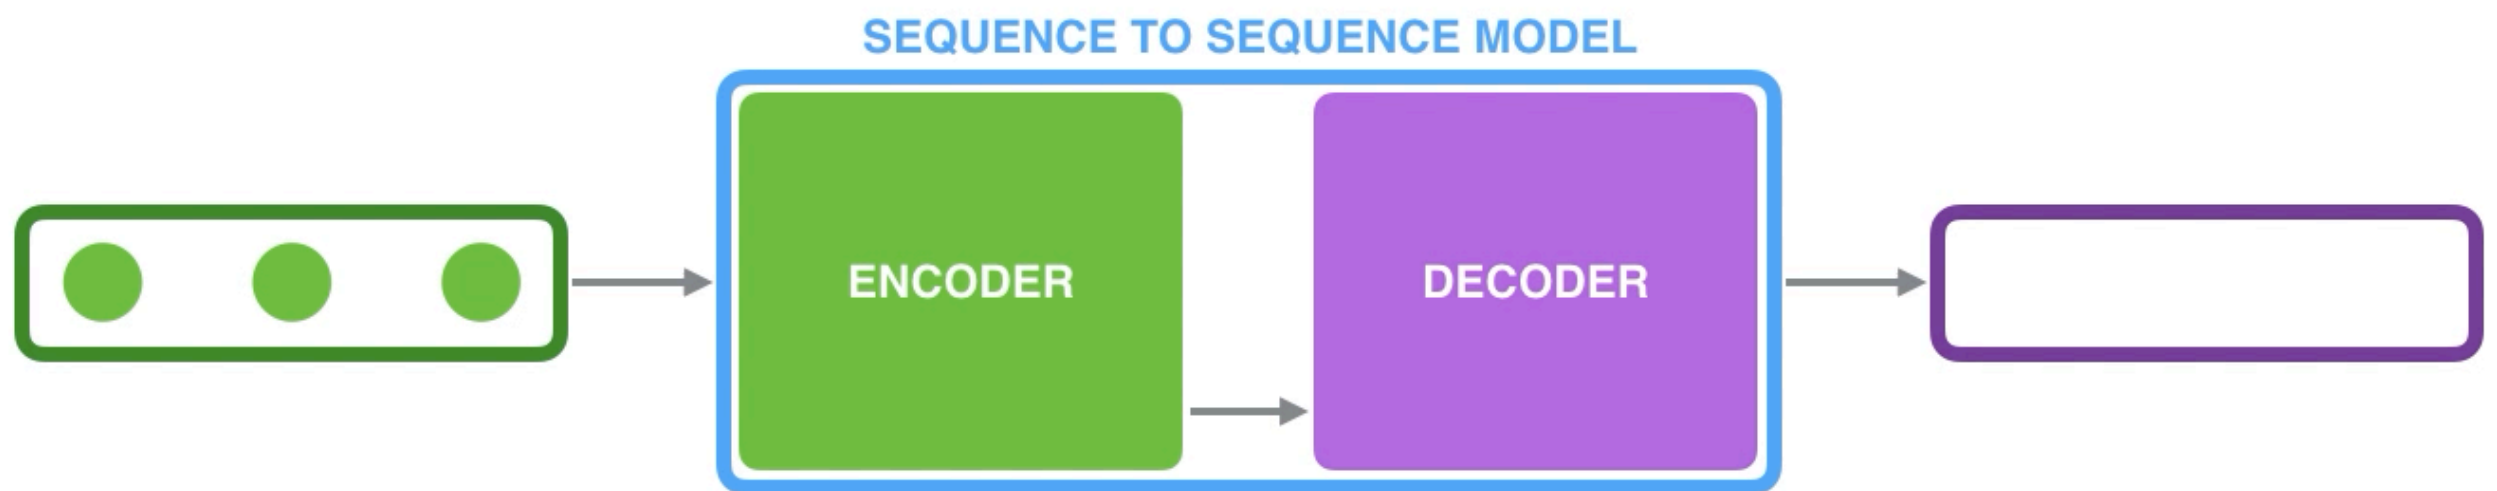 SEQUENCE TO SEQUENCE MODEL
ENCODER
DECODER